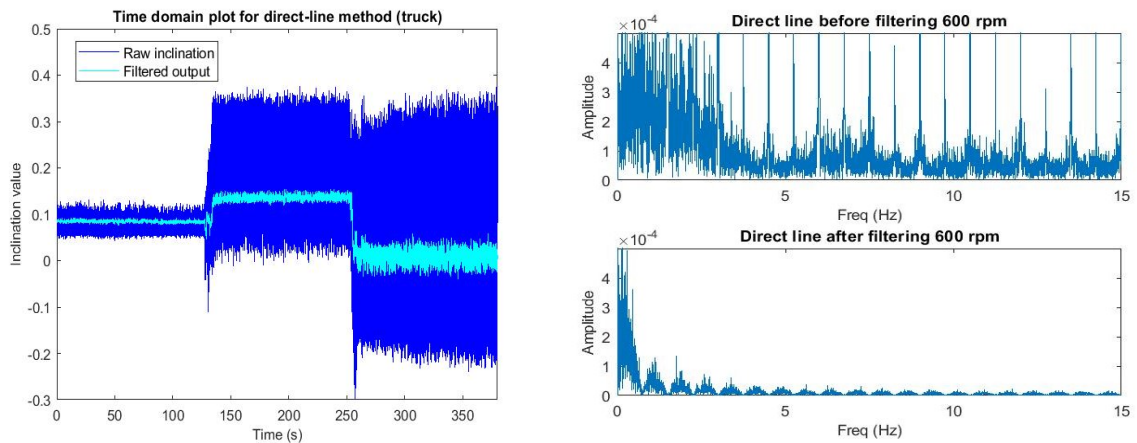 Time domain plot for direct-line method (truck)
Raw inclination
Filtered output
0.5
0.4
0.3
0.2
0.1
0
-0.1
-0.2
-0.3
Inclination value
0 50 100 150 200 250 300 350
Time (s)
×10-4
Direct line before filtering 600 rpm
5
4
3
2
1
0
Amplitude
0 5 10 15
Freq (Hz)
×10-4
Direct line after filtering 600 rpm
5
4
3
2
1
0
Amplitude
0 5 10 15
Freq (Hz)